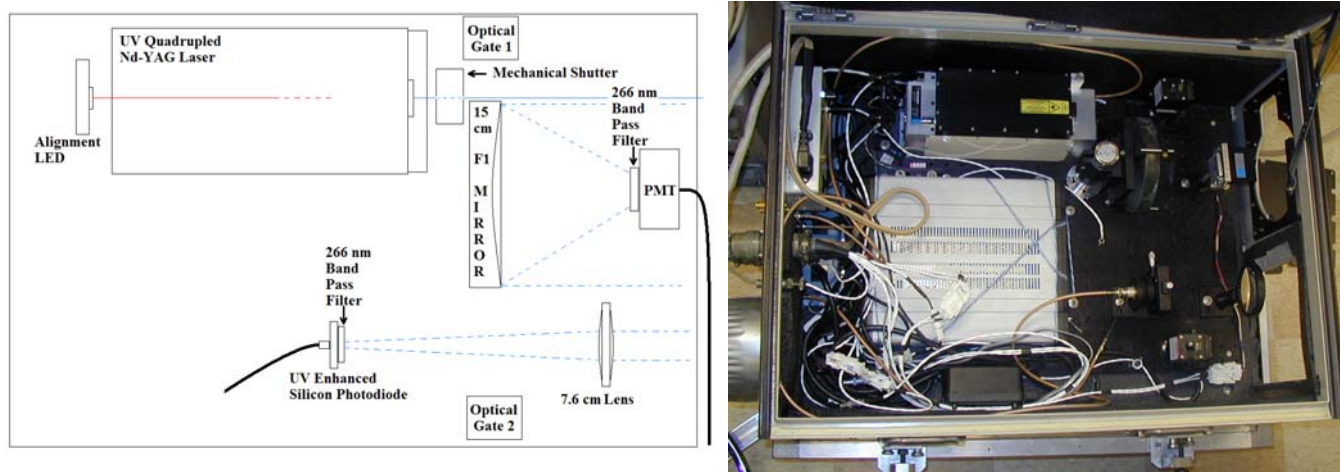 UV Quadrupled
Nd-YAG Laser
Optical
Gate 1
Mechanical Shutter
266 nm
Band
Pass
Filter
Alignment
LED
15
cm
F1
M
I
R
R
O
R
PMT
266 nm
Band
Pass
Filter
UV Enhanced
Silicon Photodiode
7.6 cm Lens
Optical
Gate 2